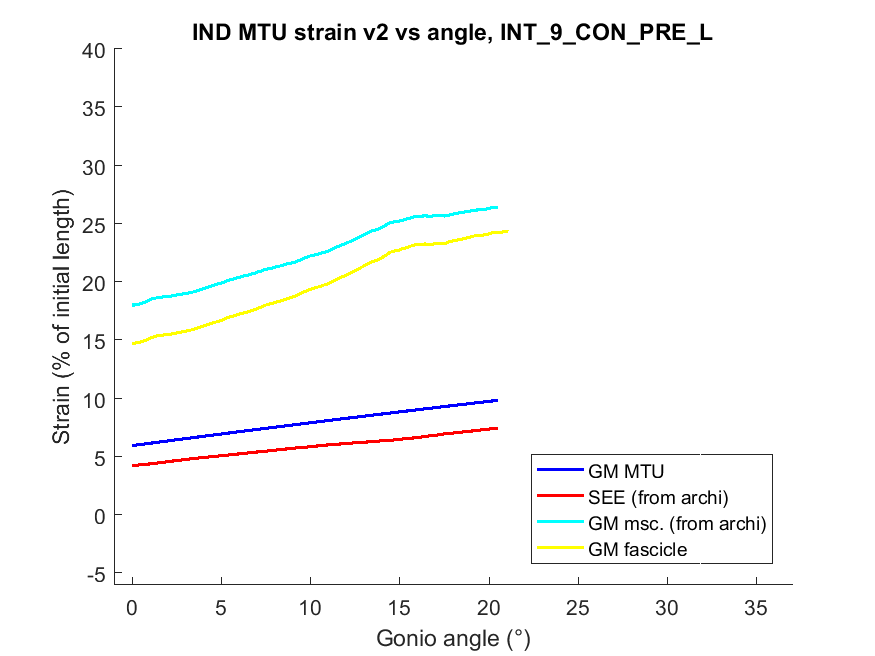 IND MTU strain v2 vs angle, INT_9_CON_PRE_L
40
35
30
25
20
15
10
5
0
-5
Strain (% of initial length)
0 5 10 15 20 25 30 35
Gonio angle (°)
GM MTU
SEE (from archi)
GM msc. (from archi)
GM fascicle